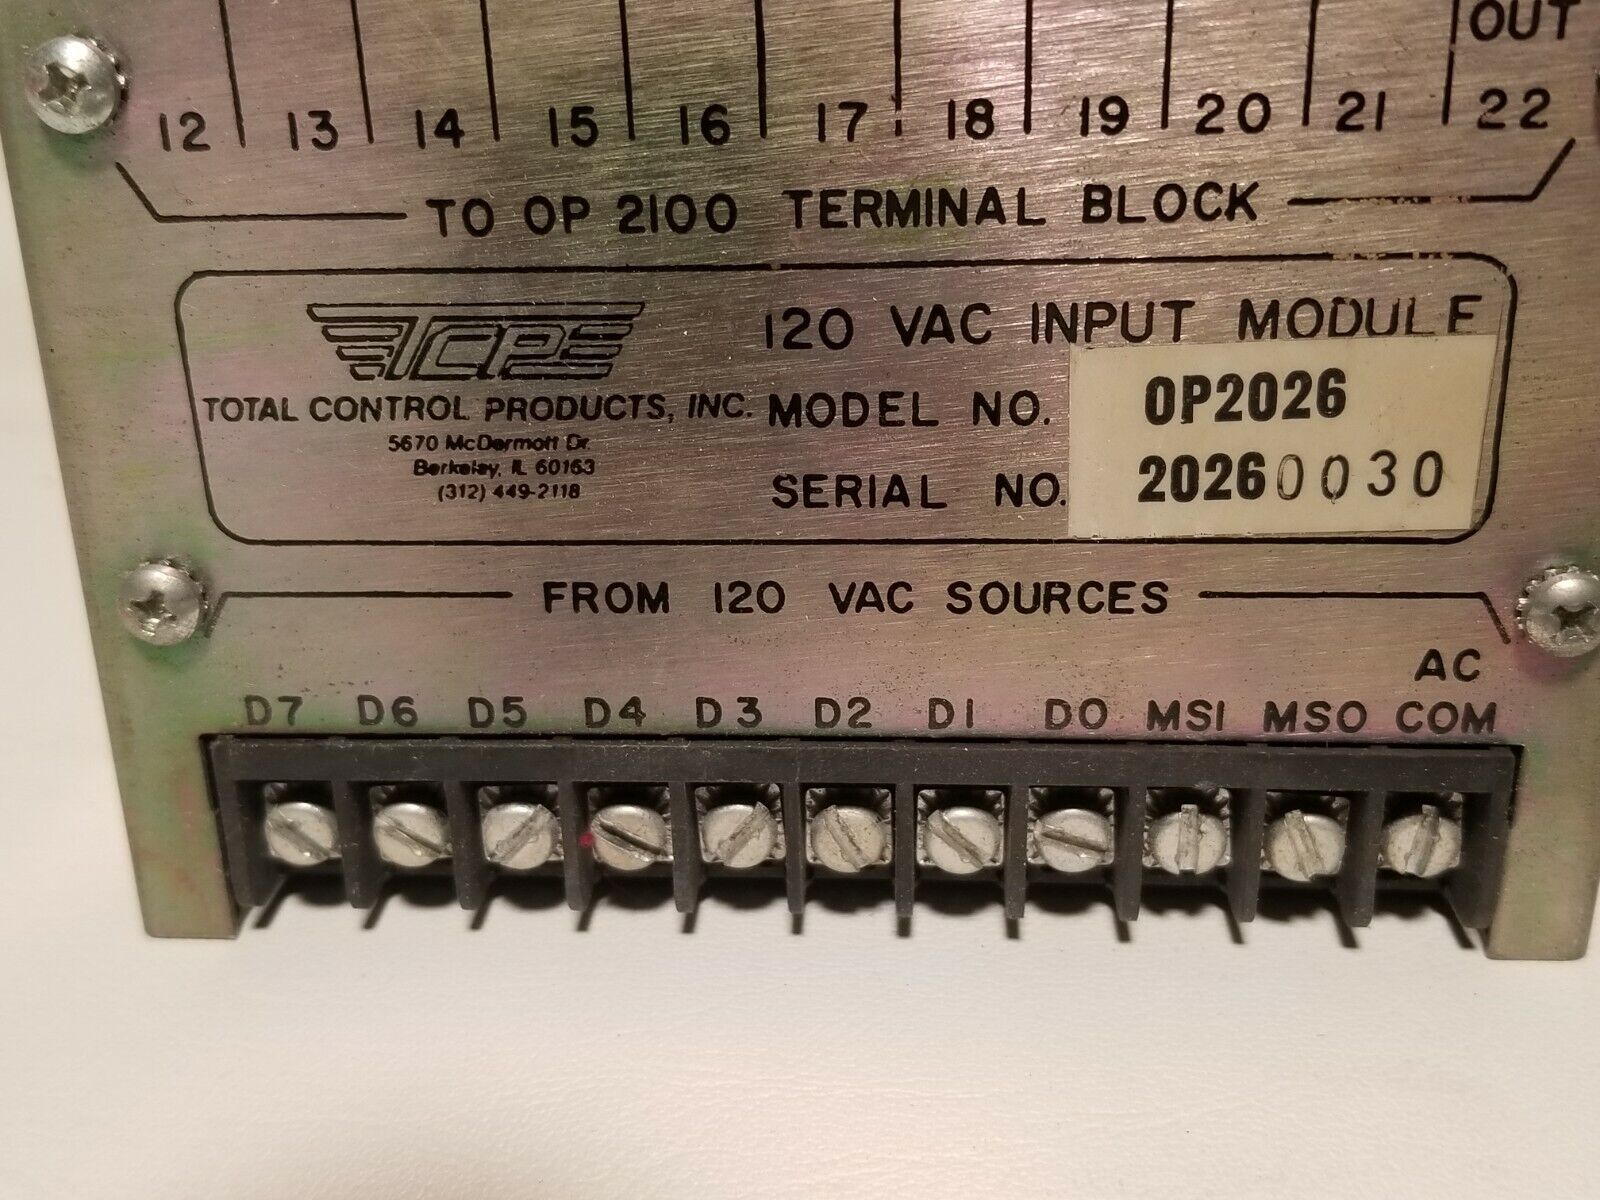 OUT
12 13 14 15 16 17 18 19 20 21 22
TO OP 2100 TERMINAL BLOCK
TCP
TOTAL CONTROL PRODUCTS, INC.
5670 McDermott Dr.
Berkeley, IL 60163
(312) 449-2118
120 VAC INPUT MODULE
MODEL NO. OP2026
SERIAL NO. 20260030
FROM 120 VAC SOURCES
AC
D7 D6 D5 D4 D3 D2 D1 D0 MS1 MS0 COM